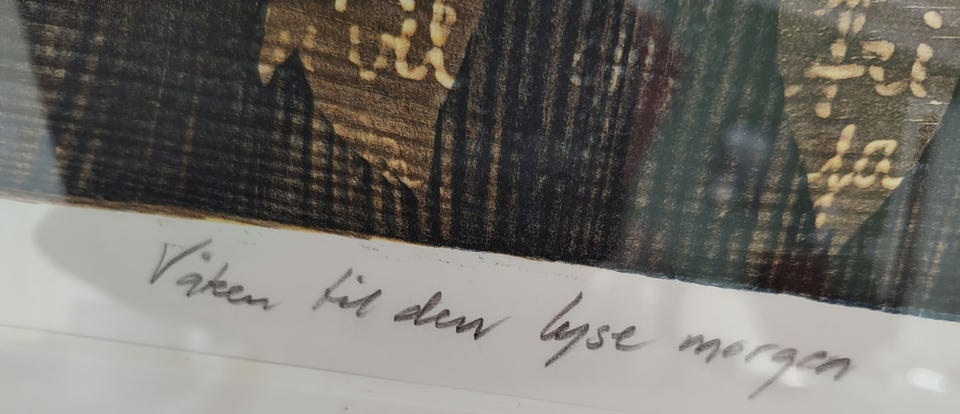 Våken til den lyse morgen